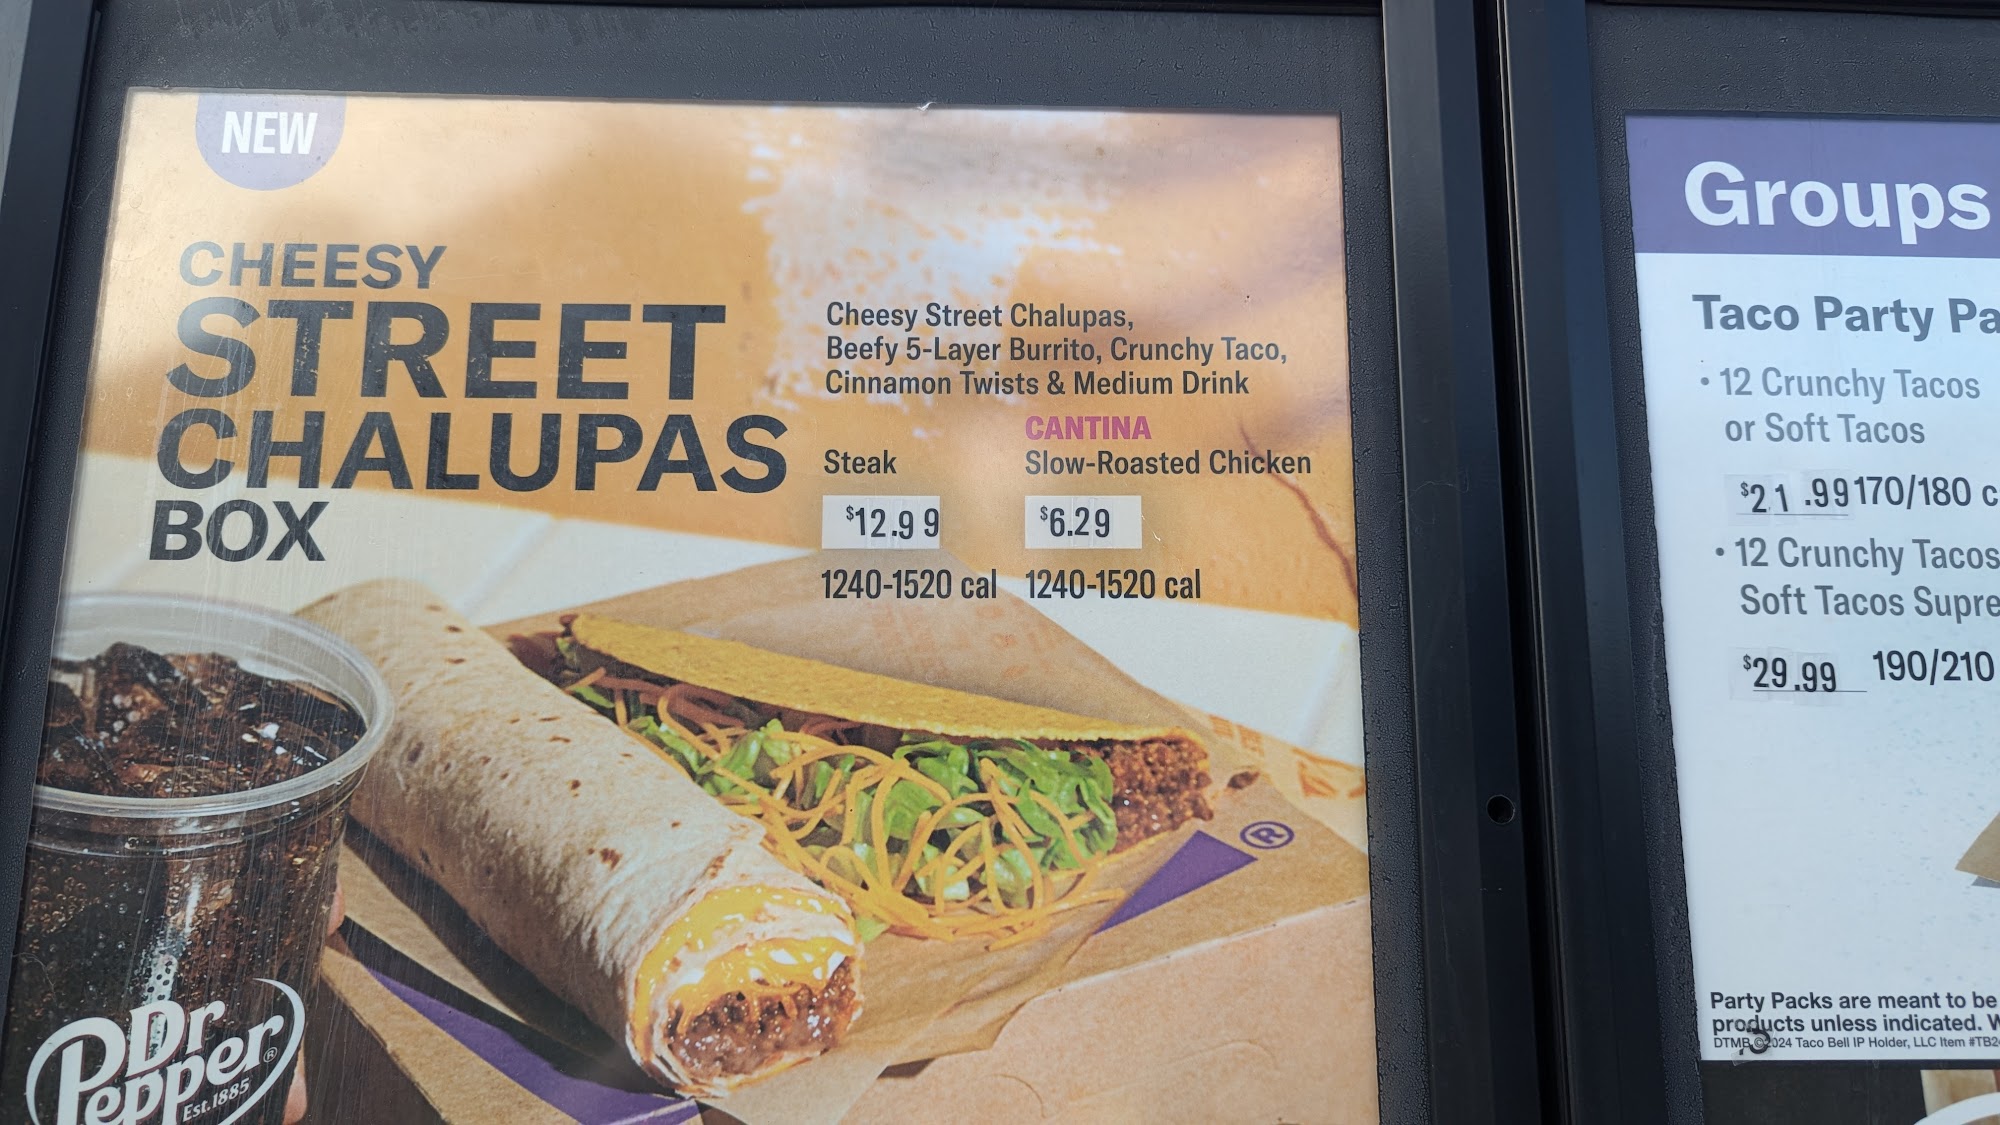 NEW
CHEESY
STREET
CHALUPAS
BOX
Cheesy Street Chalupas,
Beefy 5-Layer Burrito, Crunchy Taco,
Cinnamon Twists & Medium Drink
Steak
$12.99
1240-1520 cal
CANTINA
Slow-Roasted Chicken
$6.29
1240-1520 cal
®
Dr
Pepper®
Est.1885
Groups
Taco Party Pa
• 12 Crunchy Tacos
or Soft Tacos
$21.99 170/180 c
• 12 Crunchy Tacos
Soft Tacos Supre
$29.99 190/210
Party Packs are meant to be
products unless indicated. W
DTMB ©2024 Taco Bell IP Holder, LLC Item #TB2